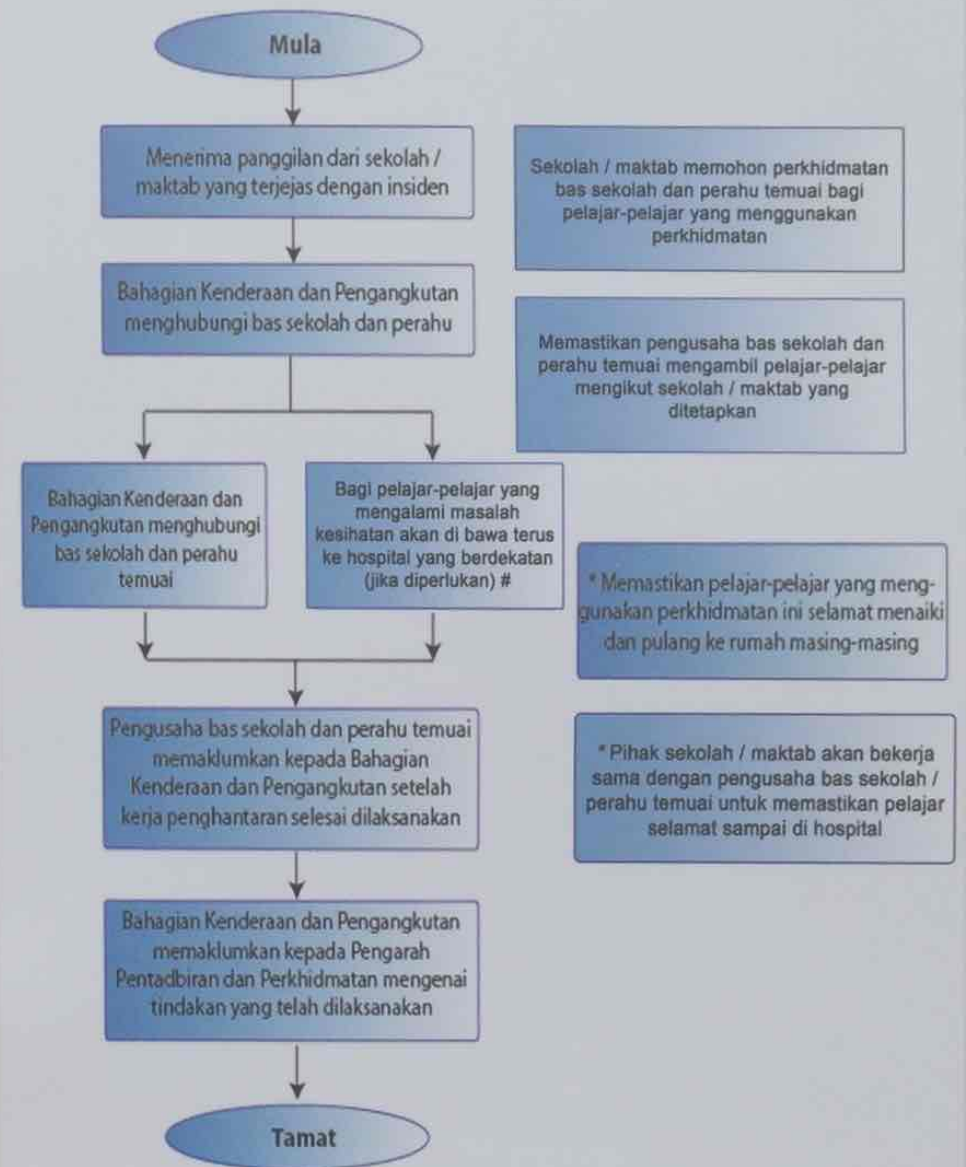 Mula
Menerima panggilan dari sekolah /
maktab yang terjejas dengan insiden
Sekolah / maktab memohon perkhidmatan
bas sekolah dan perahu temuai bagi
pelajar-pelajar yang menggunakan
perkhidmatan
Bahagian Kenderaan dan Pengangkutan
menghubungi bas sekolah dan perahu
Memastikan pengusaha bas sekolah dan
perahu temuai mengambil pelajar-pelajar
mengikut sekolah / maktab yang
ditetapkan
Bahagian Kenderaan dan
Pengangkutan menghubungi
bas sekolah dan perahu
temuai
Bagi pelajar-pelajar yang
mengalami masalah
kesihatan akan di bawa terus
ke hospital yang berdekatan
(jika diperlukan) #
* Memastikan pelajar-pelajar yang meng-
gunakan perkhidmatan ini selamat menaiki
dan pulang ke rumah masing-masing
Pengusaha bas sekolah dan perahu temuai
memaklumkan kepada Bahagian
Kenderaan dan Pengangkutan setelah
kerja penghantaran selesai dilaksanakan
* Pihak sekolah / maktab akan bekerja
sama dengan pengusaha bas sekolah /
perahu temuai untuk memastikan pelajar
selamat sampai di hospital
Bahagian Kenderaan dan Pengangkutan
memaklumkan kepada Pengarah
Pentadbiran dan Perkhidmatan mengenai
tindakan yang telah dilaksanakan
Tamat